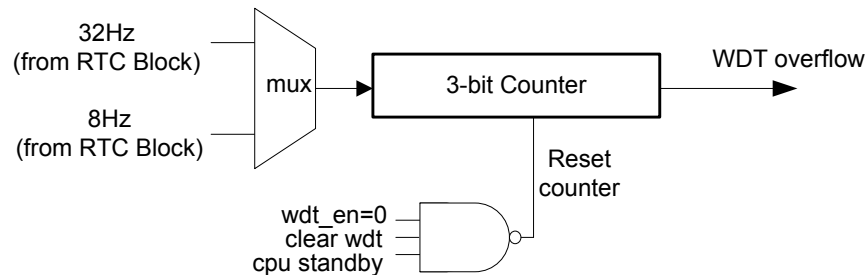 32Hz
(from RTC Block)
8Hz
(from RTC Block)
mux
3-bit Counter
WDT overflow
Reset
counter
wdt_en=0
clear wdt
cpu standby